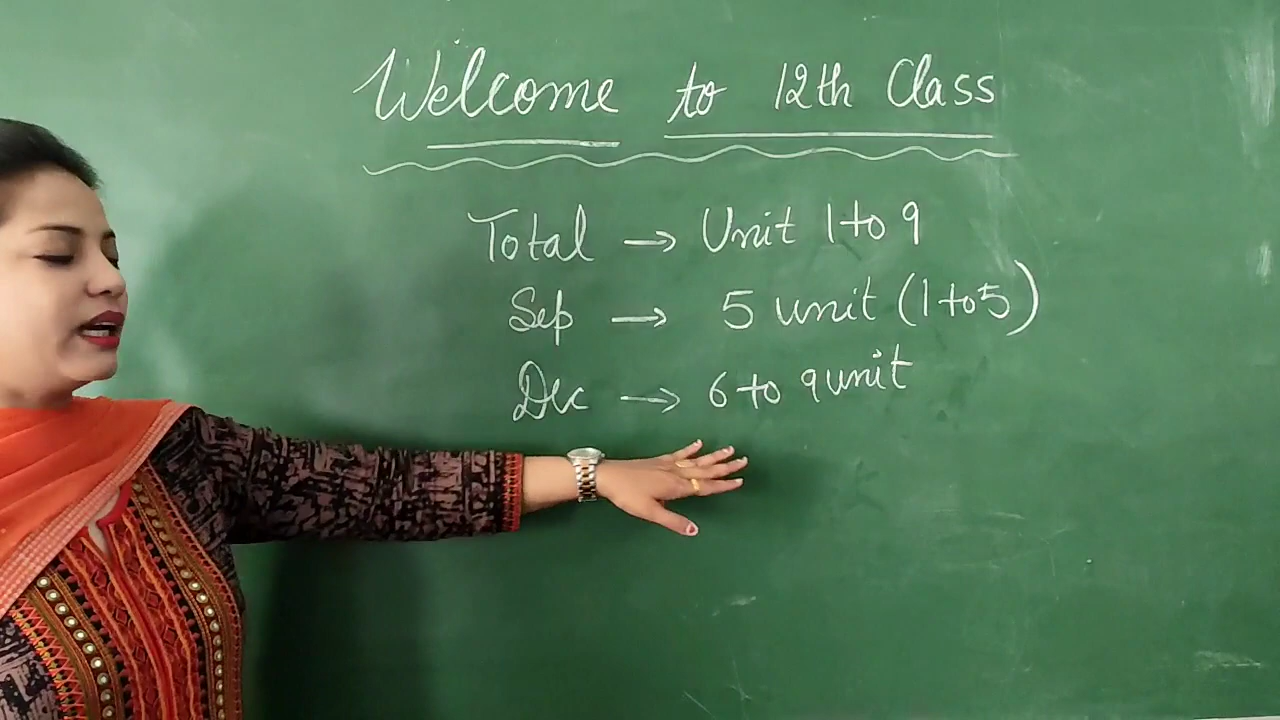 Welcome to 12th Class
Total → Unit 1 to 9
Sep → 5 unit (1 to 5)
Dec → 6 to 9 unit